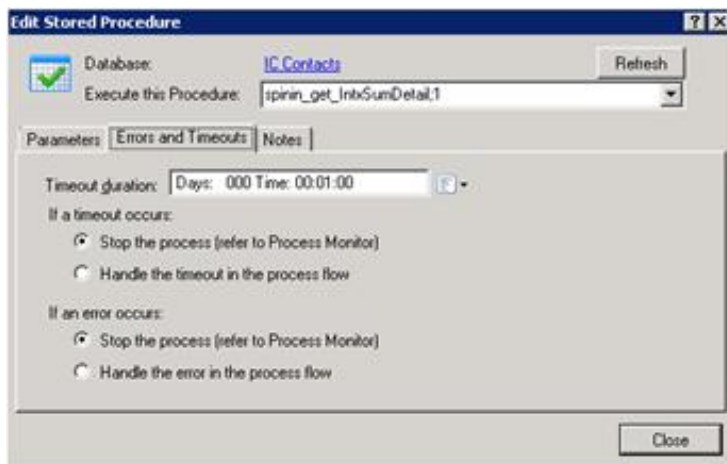 Edit Stored Procedure
Database: IC Contacts Refresh
Execute this Procedure: spinin_get_IntxSumDetail;1
Parameters Errors and Timeouts Notes
Timeout duration: Days: 000 Time: 00:01:00
If a timeout occurs:
Stop the process (refer to Process Monitor)
Handle the timeout in the process flow
If an error occurs:
Stop the process (refer to Process Monitor)
Handle the error in the process flow
Close